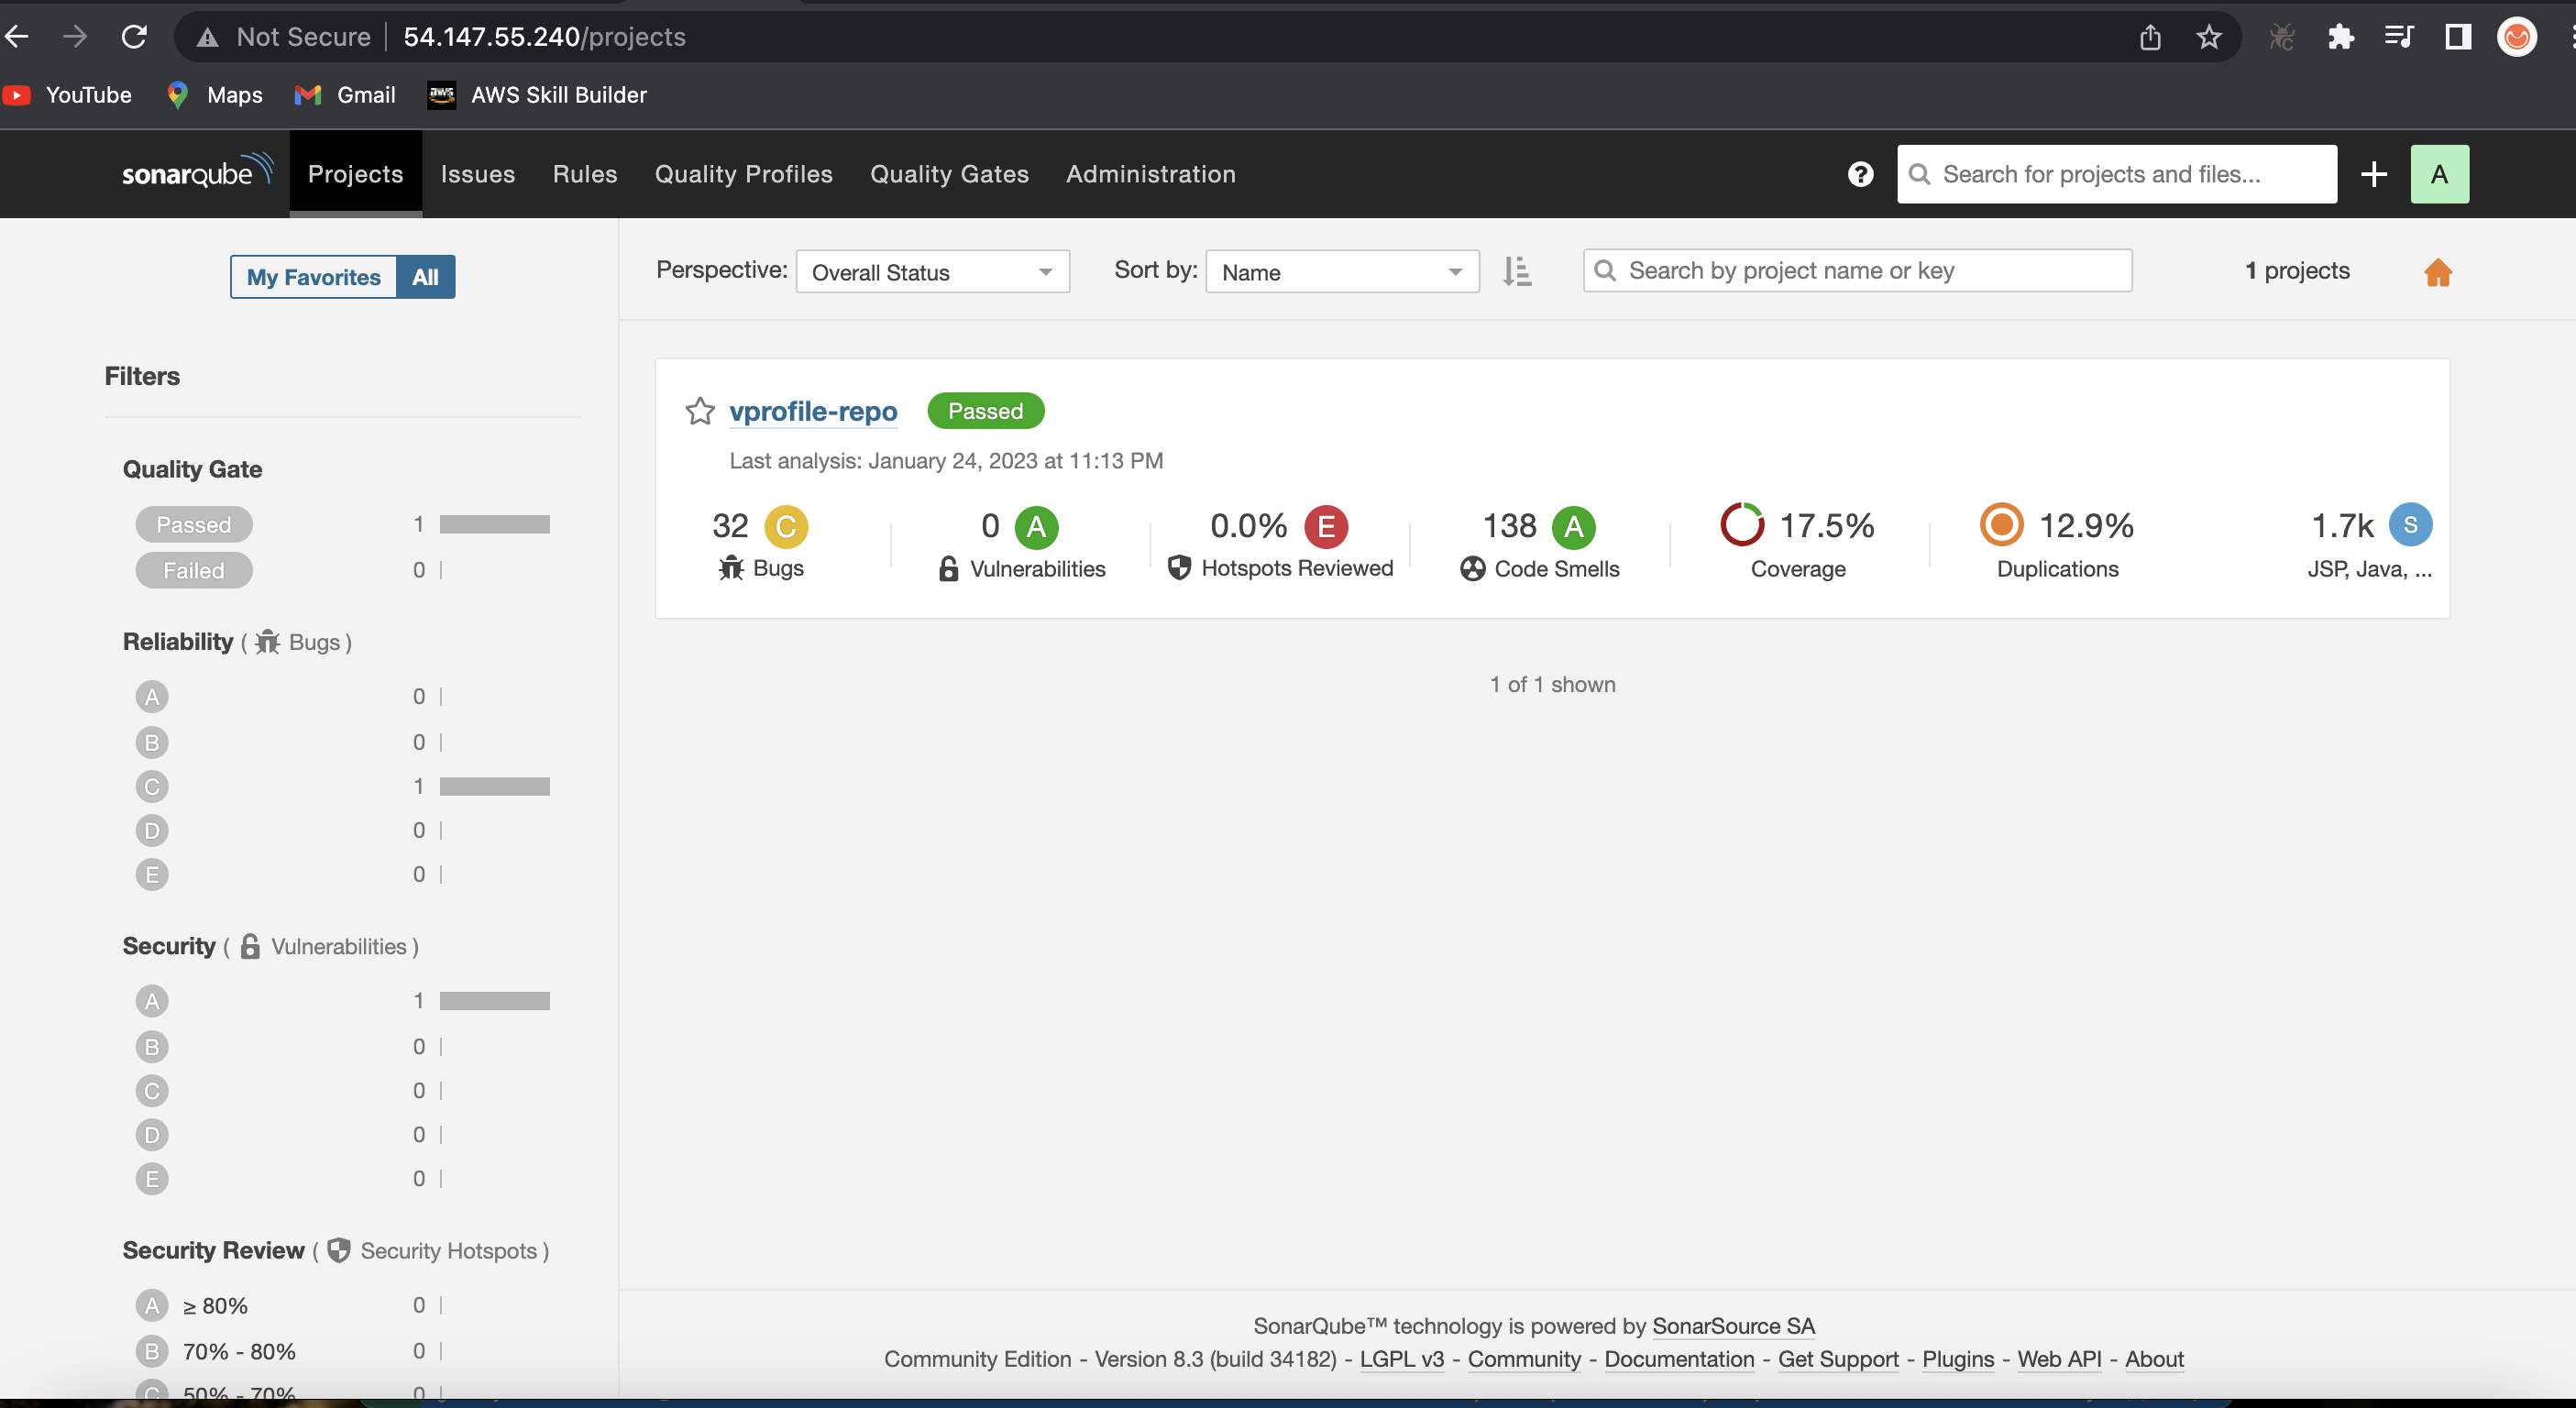 Not Secure 54.147.55.240/projects
YouTube Maps Gmail AWS Skill Builder
sonarqube Projects Issues Rules Quality Profiles Quality Gates Administration ? Search for projects and files... + A
My Favorites All
Perspective: Overall Status Sort by: Name Search by project name or key 1 projects
Filters
Quality Gate
Passed 1
Failed 0
Reliability ( Bugs )
A 0
B 0
C 1
D 0
E 0
Security ( Vulnerabilities )
A 1
B 0
C 0
D 0
E 0
Security Review ( Security Hotspots )
A ≥ 80% 0
B 70% - 80% 0
C 50% - 70% 0
vprofile-repo Passed
Last analysis: January 24, 2023 at 11:13 PM
32 C 0 A 0.0% E 138 A 17.5% 12.9% 1.7k S
Bugs Vulnerabilities Hotspots Reviewed Code Smells Coverage Duplications JSP, Java, ...
1 of 1 shown
SonarQube™ technology is powered by SonarSource SA
Community Edition - Version 8.3 (build 34182) - LGPL v3 - Community - Documentation - Get Support - Plugins - Web API - About